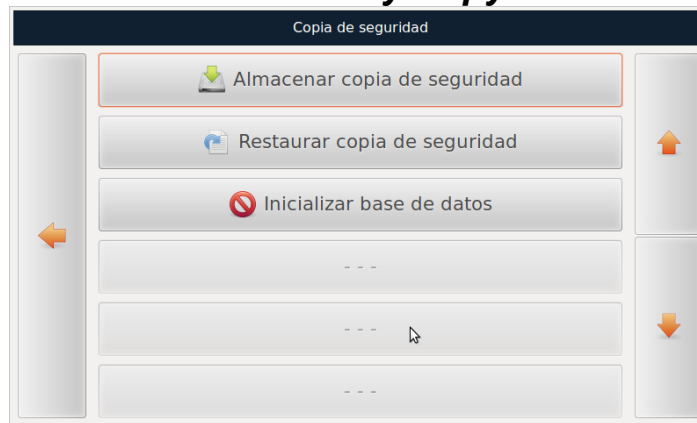 Copia de seguridad
Almacenar copia de seguridad
Restaurar copia de seguridad
Inicializar base de datos
- - -
- - -
- - -